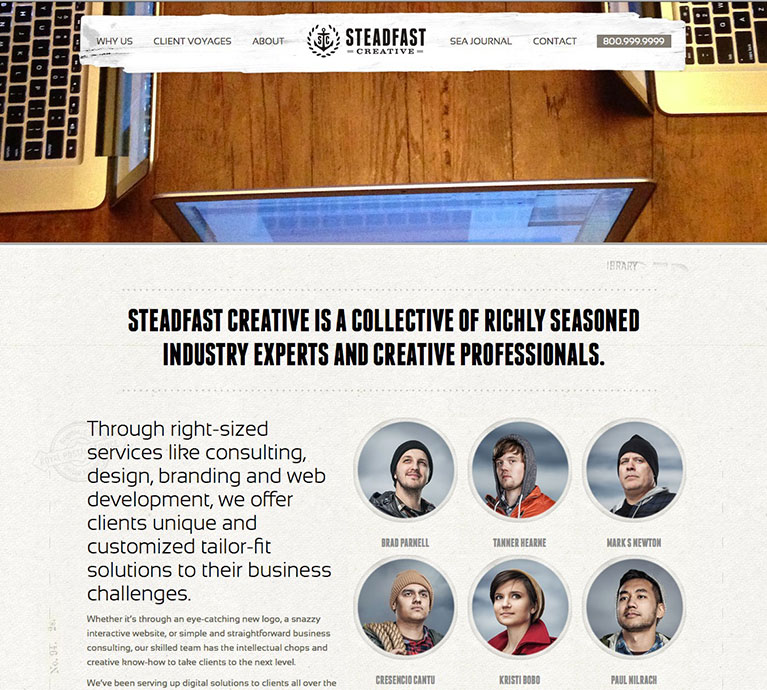 WHY US
CLIENT VOYAGES
ABOUT
STC
STEADFAST
CREATIVE
SEA JOURNAL
CONTACT
800.999.9999
STEADFAST CREATIVE IS A COLLECTIVE OF RICHLY SEASONED
INDUSTRY EXPERTS AND CREATIVE PROFESSIONALS.
Through right-sized
services like consulting,
design, branding and web
development, we offer
clients unique and
customized tailor-fit
solutions to their business
challenges.
Whether it's through an eye-catching new logo, a snazzy
interactive website, or simple and straightforward business
consulting, our skilled team has the intellectual chops and
creative know-how to take clients to the next level.
We've been serving up digital solutions to clients all over the
BRAD PARNELL
TANNER HEARNE
MARK S NEWTON
CRESENCIO CANTU
KRISTI BOBO
PAUL NILRACH